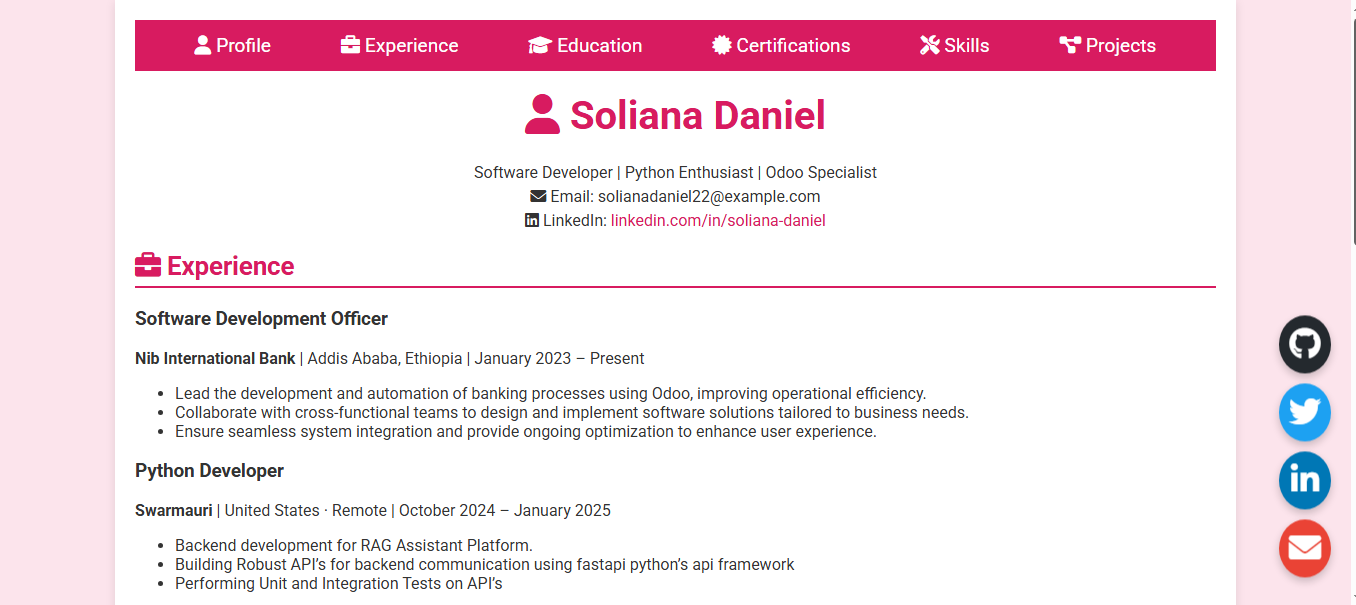 Profile Experience Education Certifications Skills Projects
Soliana Daniel
Software Developer | Python Enthusiast | Odoo Specialist
Email: solianadaniel22@example.com
LinkedIn: linkedin.com/in/soliana-daniel
Experience
Software Development Officer
Nib International Bank | Addis Ababa, Ethiopia | January 2023 – Present
• Lead the development and automation of banking processes using Odoo, improving operational efficiency.
• Collaborate with cross-functional teams to design and implement software solutions tailored to business needs.
• Ensure seamless system integration and provide ongoing optimization to enhance user experience.
Python Developer
Swarmauri | United States · Remote | October 2024 – January 2025
• Backend development for RAG Assistant Platform.
• Building Robust API’s for backend communication using fastapi python’s api framework
• Performing Unit and Integration Tests on API’s